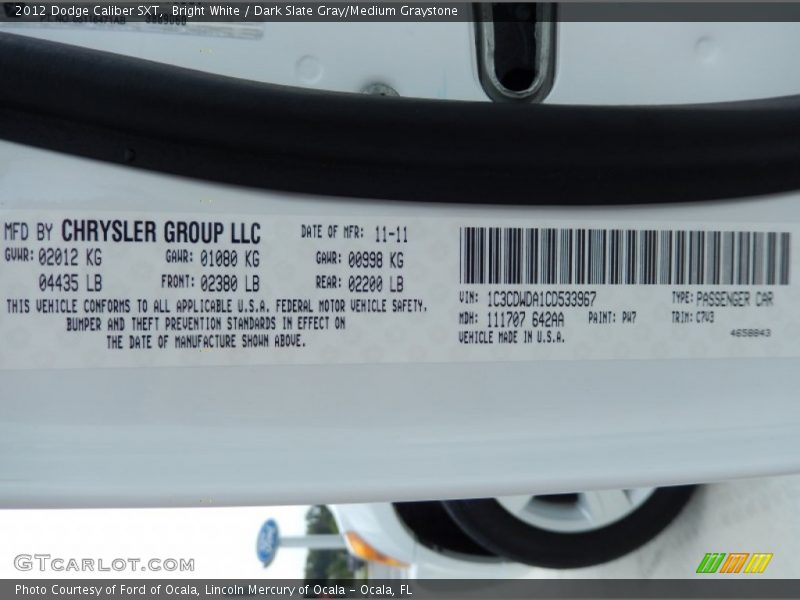 2012 Dodge Caliber SXT, Bright White / Dark Slate Gray/Medium Graystone
MFD BY CHRYSLER GROUP LLC
DATE OF MFR: 11-11
GVWR: 02012 KG GAWR: 01080 KG GAWR: 00998 KG
04435 LB FRONT: 02380 LB REAR: 02200 LB
THIS VEHICLE CONFORMS TO ALL APPLICABLE U.S.A. FEDERAL MOTOR VEHICLE SAFETY,
BUMPER AND THEFT PREVENTION STANDARDS IN EFFECT ON
THE DATE OF MANUFACTURE SHOWN ABOVE.
VIN: 1C3CDWDA1CD533967 TYPE: PASSENGER CAR
MDH: 111707 642AA PAINT: PW7 TRIM: C7V3
VEHICLE MADE IN U.S.A.
4658843
Ford
GTCarlot.com
Photo Courtesy of Ford of Ocala, Lincoln Mercury of Ocala - Ocala, FL